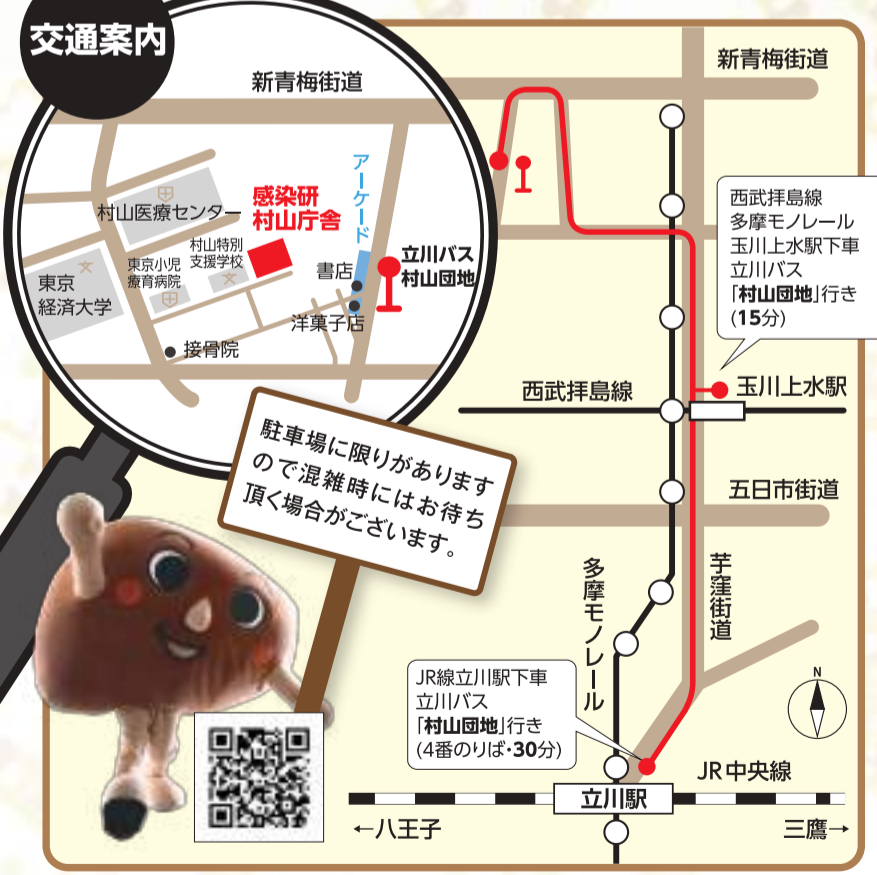 交通案内
新青梅街道
アーケード
感染研
村山庁舎
村山医療センター
村山特別
支援学校
東京小児
療育病院
東京
経済大学
書店
洋菓子店
接骨院
立川バス
村山団地
新青梅街道
西武拝島線
多摩モノレール
玉川上水駅下車
立川バス
「村山団地」行き
(15分)
西武拝島線
玉川上水駅
駐車場に限りがあります
ので混雑時にはお待ち
頂く場合がございます。
五日市街道
多摩モノレール
芋窪街道
JR線立川駅下車
立川バス
「村山団地」行き
(4番のりば・30分)
N
JR中央線
立川駅
←八王子
三鷹→